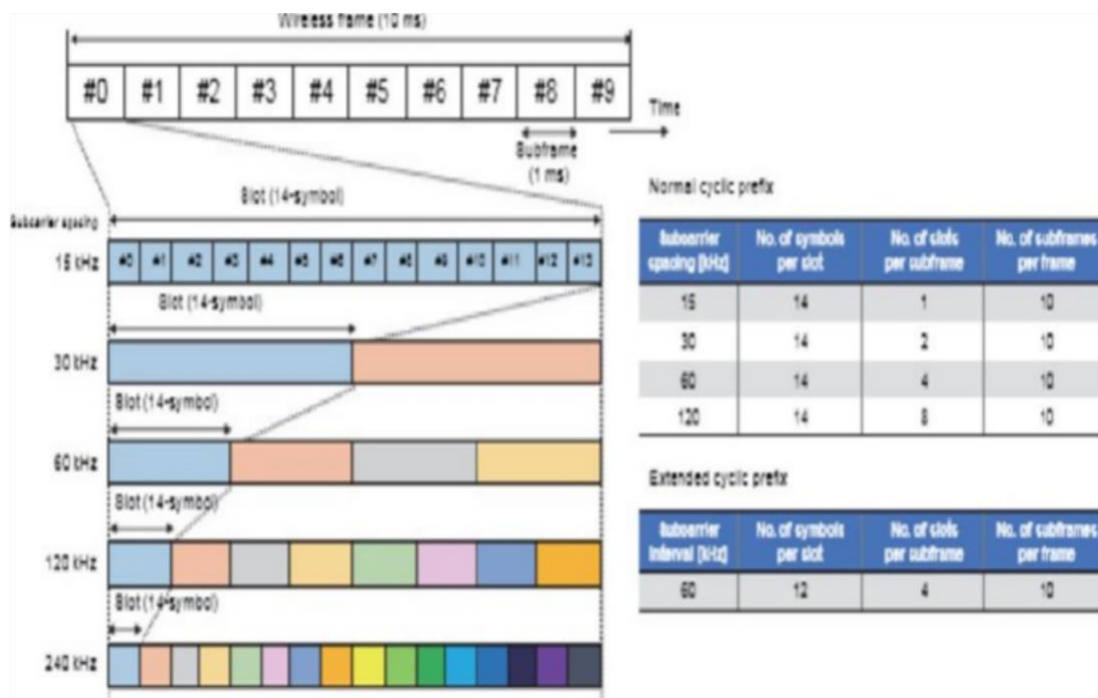 Wireless frame (10 ms)
#0 #1 #2 #3 #4 #5 #6 #7 #8 #9
Time
Subframe
(1 ms)
Slot (14-symbol)
Subcarrier spacing
15 kHz #0 #1 #2 #3 #4 #5 #6 #7 #8 #9 #10 #11 #12 #13
Slot (14-symbol)
30 kHz
Slot (14-symbol)
60 kHz
Slot (14-symbol)
120 kHz
Slot (14-symbol)
240 kHz
Normal cyclic prefix
Subcarrier spacing [kHz] No. of symbols per slot No. of slots per subframe No. of subframes per frame
15 14 1 10
30 14 2 10
60 14 4 10
120 14 8 10
Extended cyclic prefix
Subcarrier interval [kHz] No. of symbols per slot No. of slots per subframe No. of subframes per frame
60 12 4 10